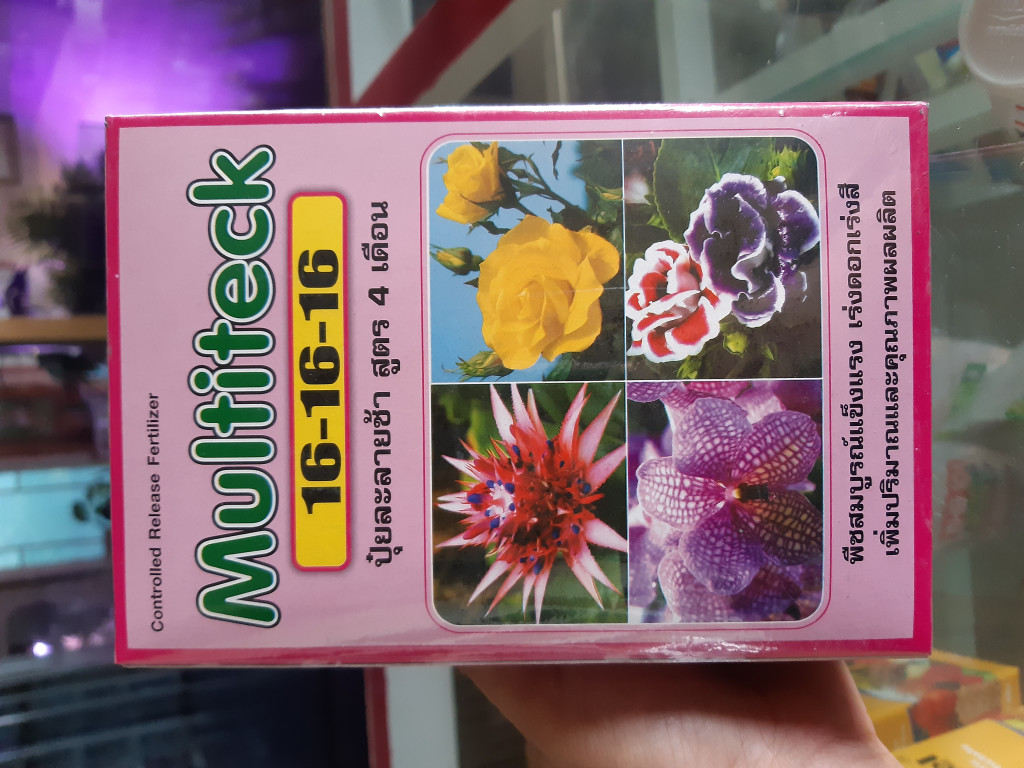 Controlled Release Fertilizer
Multiteck
16-16-16
ปุ๋ยละลายช้า สูตร 4 เดือน
พืชสมบูรณ์แข็งแรง เร่งดอกเร่งสี
เพิ่มปริมาณและคุณภาพผลผลิต